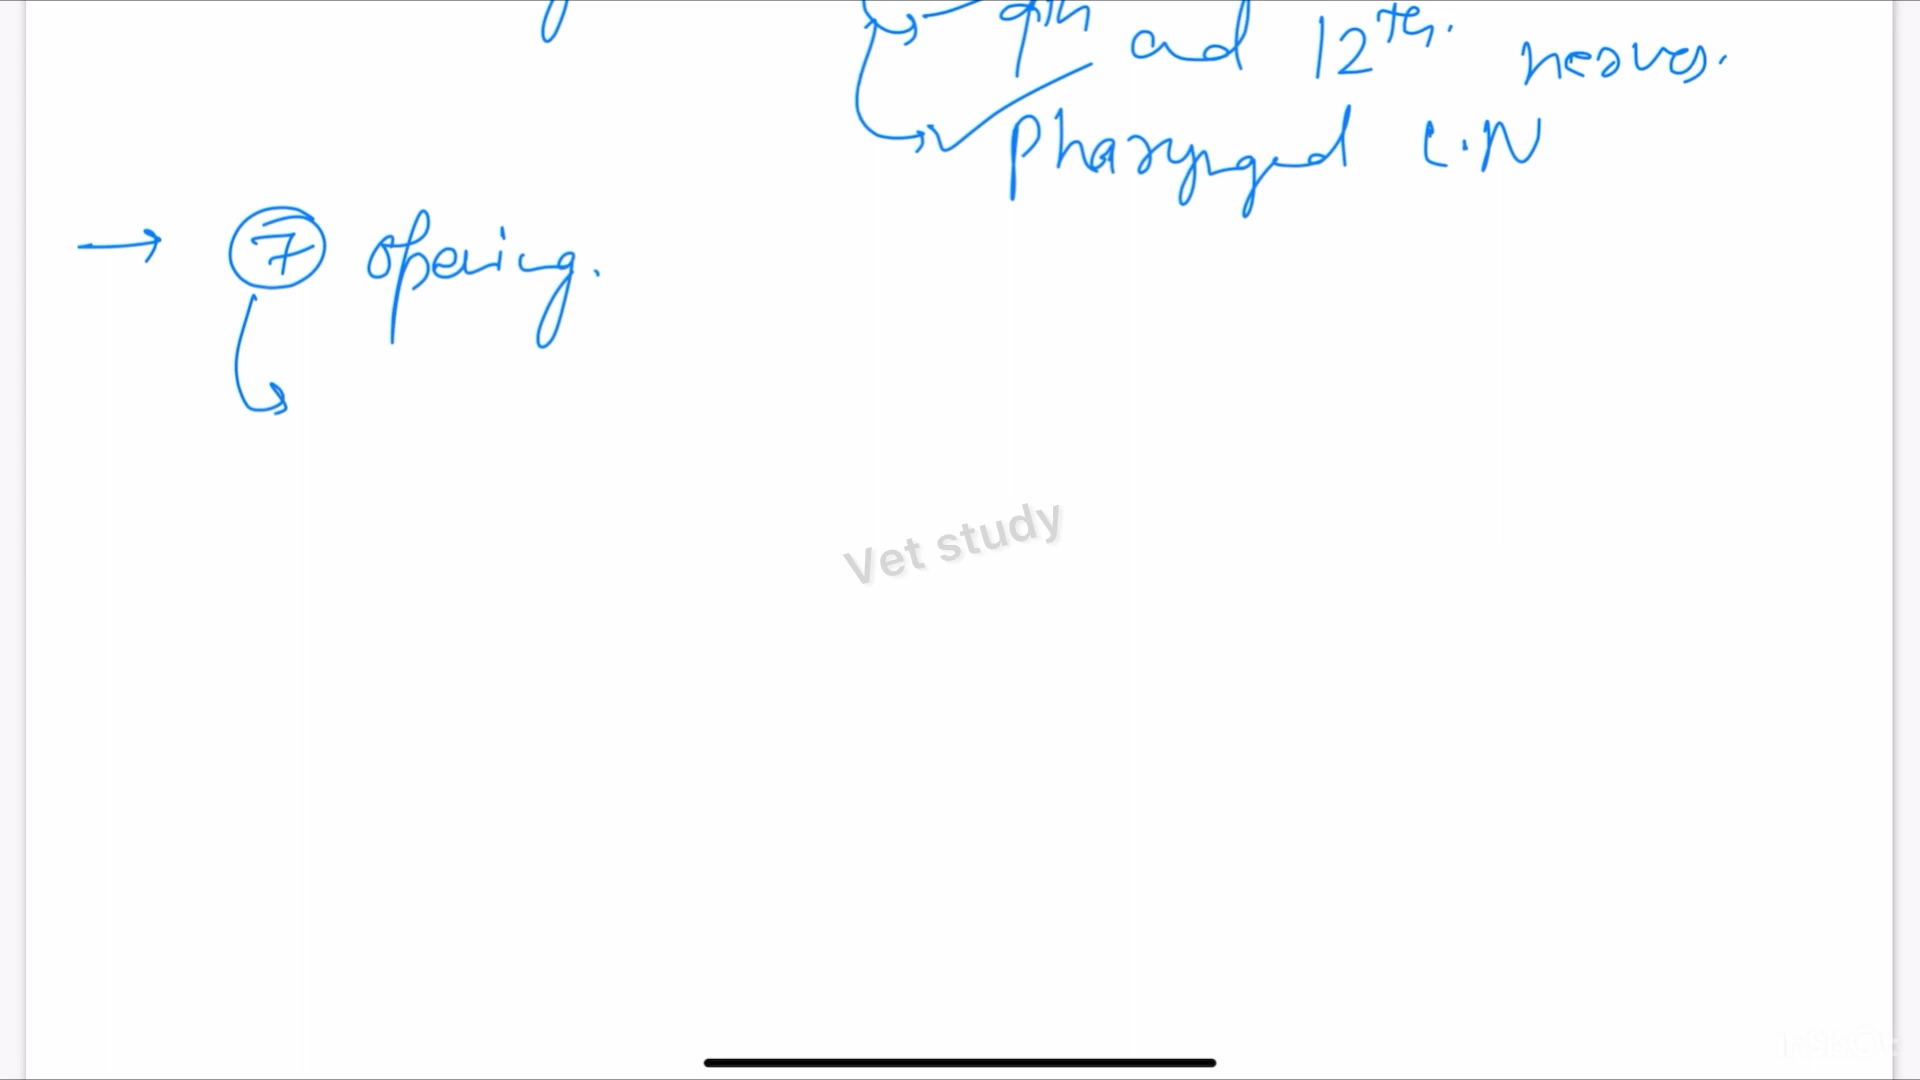 9th and 12th. nerves.
Pharyngeal L.N
→ 7 opening.
Vet study